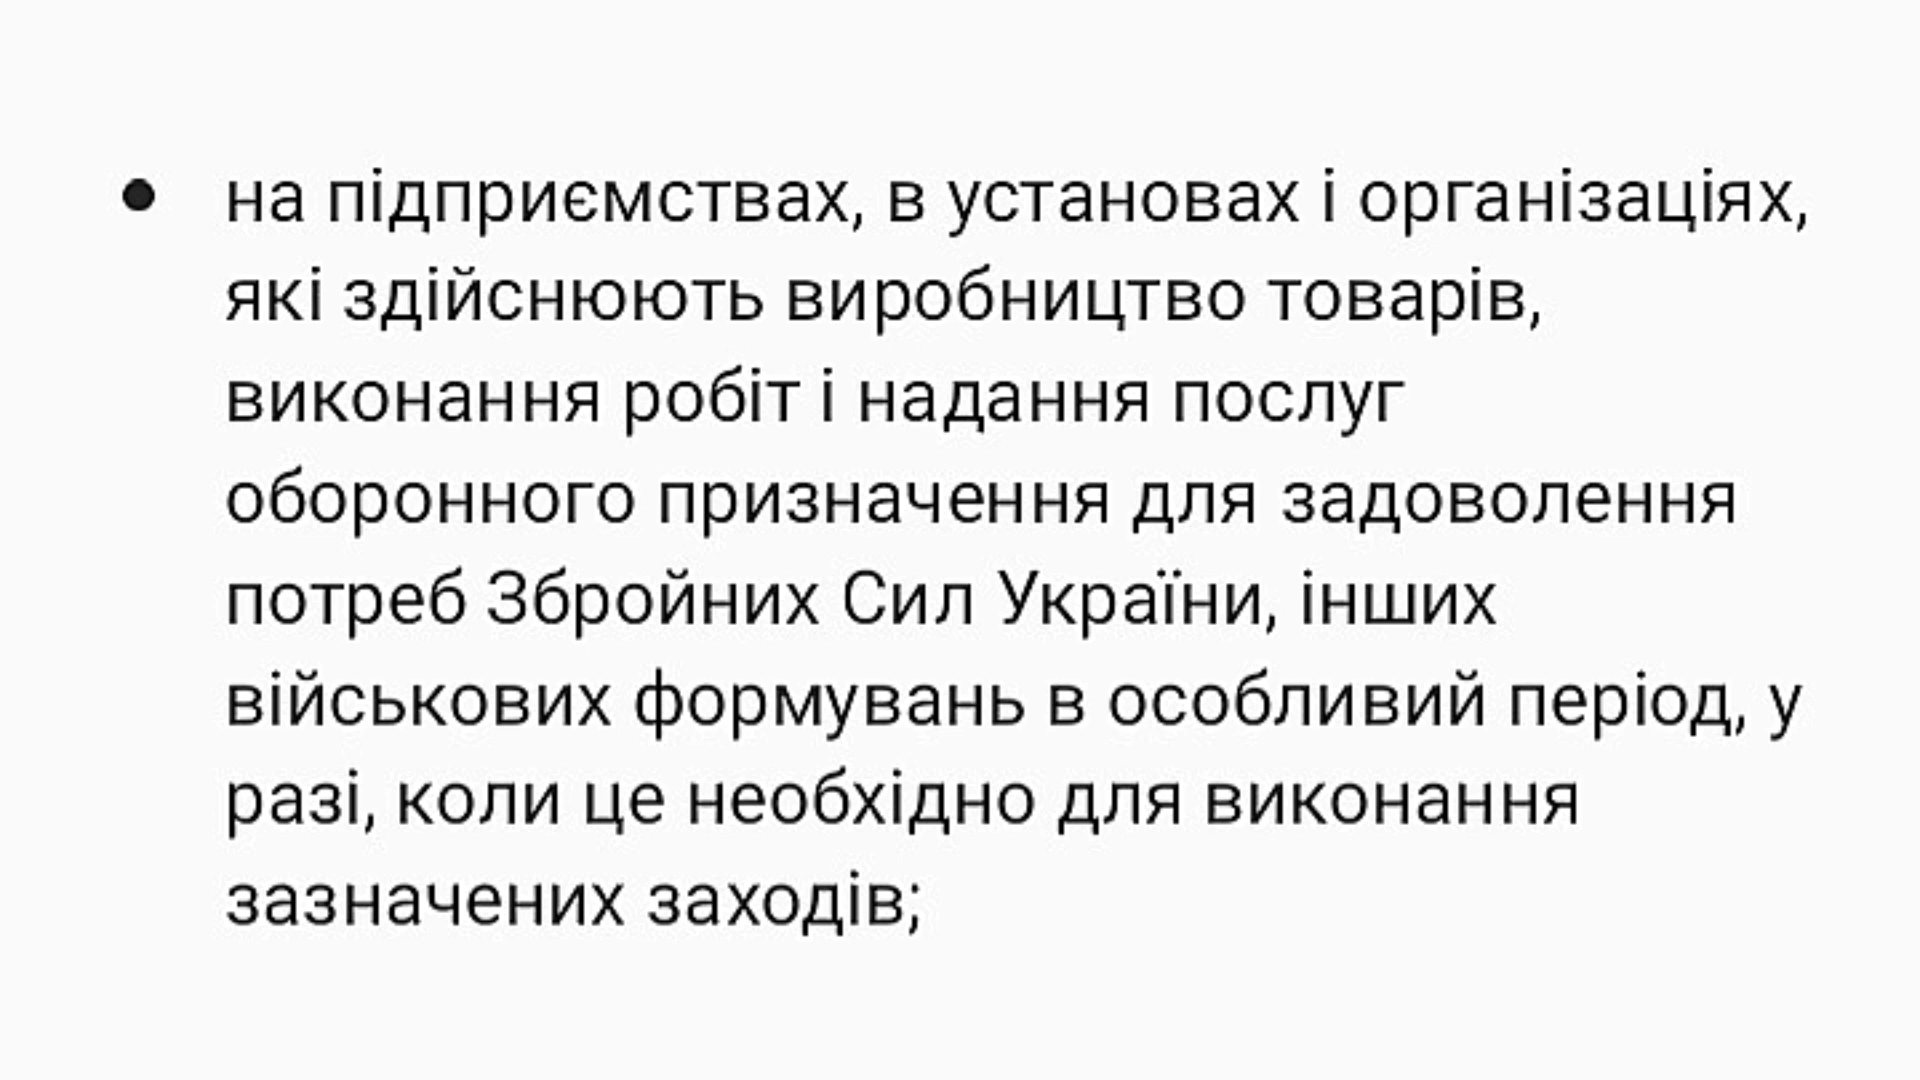 • на підприємствах, в установах і організаціях,
які здійснюють виробництво товарів,
виконання робіт і надання послуг
оборонного призначення для задоволення
потреб Збройних Сил України, інших
військових формувань в особливий період, у
разі, коли це необхідно для виконання
зазначених заходів;